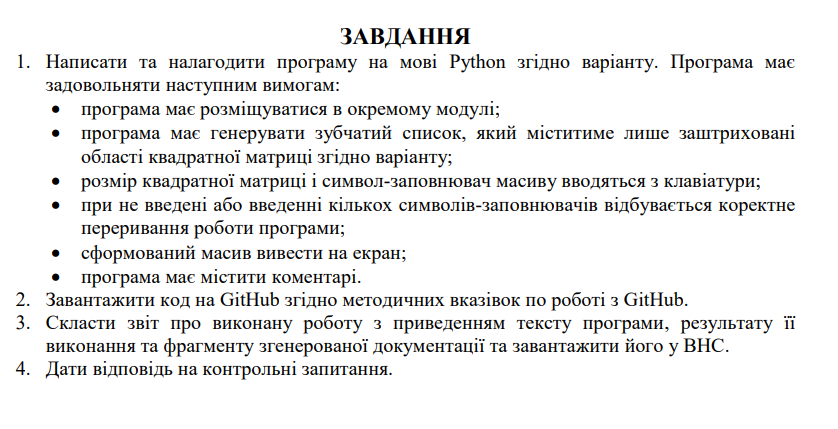 ЗАВДАННЯ
1. Написати та налагодити програму на мові Python згідно варіанту. Програма має
задовольняти наступним вимогам:
• програма має розміщуватися в окремому модулі;
• програма має генерувати зубчатий список, який міститиме лише заштриховані
області квадратної матриці згідно варіанту;
• розмір квадратної матриці і символ-заповнювач масиву вводяться з клавіатури;
• при не введені або введенні кількох символів-заповнювачів відбувається коректне
переривання роботи програми;
• сформований масив вивести на екран;
• програма має містити коментарі.
2. Завантажити код на GitHub згідно методичних вказівок по роботі з GitHub.
3. Скласти звіт про виконану роботу з приведенням тексту програми, результату її
виконання та фрагменту згенерованої документації та завантажити його у ВНС.
4. Дати відповідь на контрольні запитання.